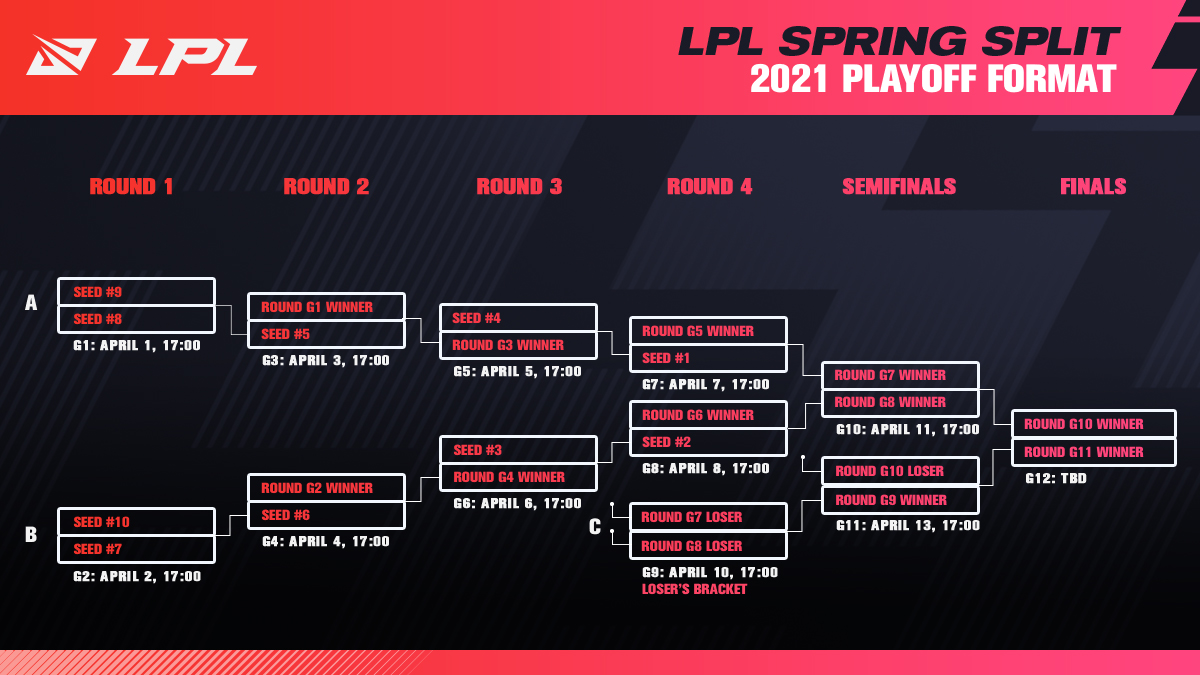 LPL
LPL SPRING SPLIT
2021 PLAYOFF FORMAT
ROUND 1
ROUND 2
ROUND 3
ROUND 4
SEMIFINALS
FINALS
A
SEED #9
SEED #8
G1: APRIL 1, 17:00
B
SEED #10
SEED #7
G2: APRIL 2, 17:00
ROUND G1 WINNER
SEED #5
G3: APRIL 3, 17:00
ROUND G2 WINNER
SEED #6
G4: APRIL 4, 17:00
SEED #4
ROUND G3 WINNER
G5: APRIL 5, 17:00
SEED #3
ROUND G4 WINNER
G6: APRIL 6, 17:00
ROUND G5 WINNER
SEED #1
G7: APRIL 7, 17:00
ROUND G6 WINNER
SEED #2
G8: APRIL 8, 17:00
C
ROUND G7 LOSER
ROUND G8 LOSER
G9: APRIL 10, 17:00
LOSER'S BRACKET
ROUND G7 WINNER
ROUND G8 WINNER
G10: APRIL 11, 17:00
ROUND G10 LOSER
ROUND G9 WINNER
G11: APRIL 13, 17:00
ROUND G10 WINNER
ROUND G11 WINNER
G12: TBD